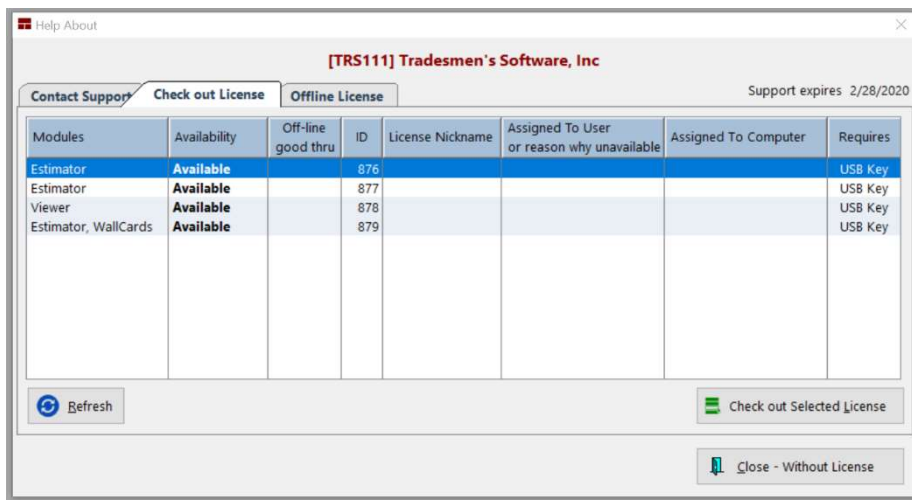 Help About
[TRS111] Tradesmen's Software, Inc
Contact Support Check out License Offline License Support expires 2/28/2020
Modules Availability Off-line good thru ID License Nickname Assigned To User or reason why unavailable Assigned To Computer Requires
Estimator Available 876 USB Key
Estimator Available 877 USB Key
Viewer Available 878 USB Key
Estimator, WallCards Available 879 USB Key
Refresh Check out Selected License
Close - Without License